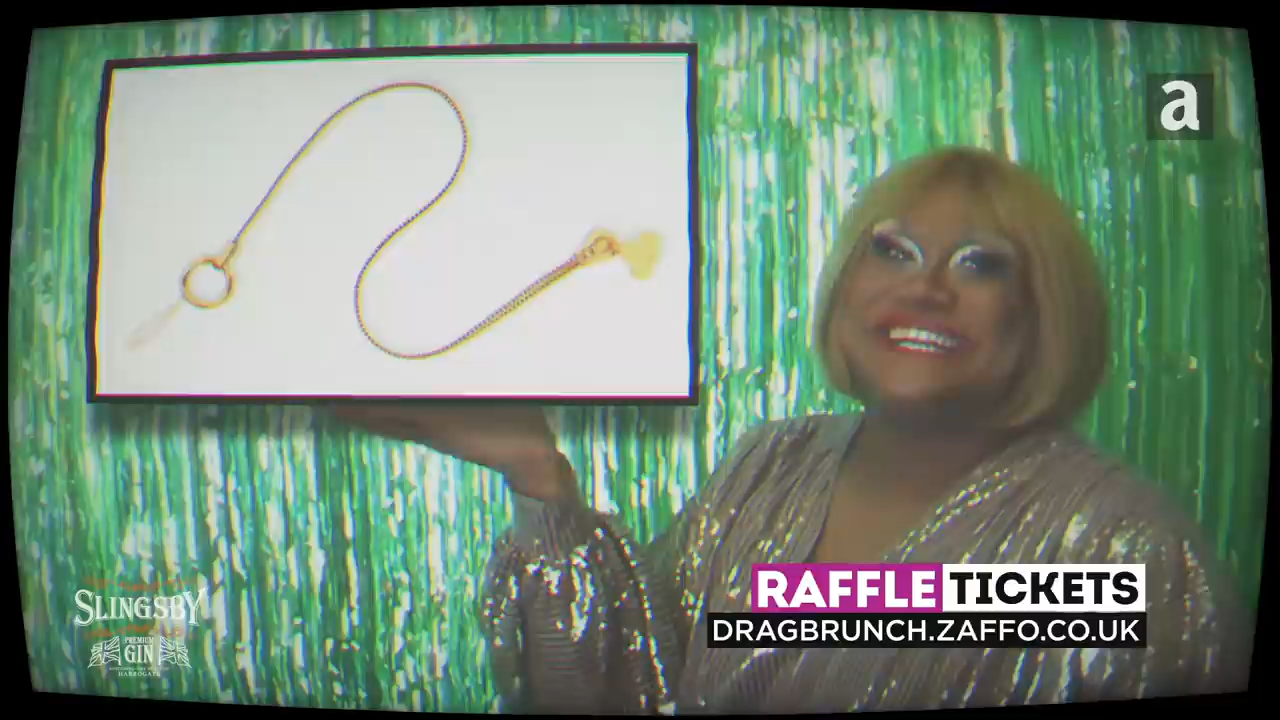 a
RAFFLE TICKETS
DRAGBRUNCH.ZAFFO.CO.UK
SLINGSBY
PREMIUM
GIN
HARROGATE